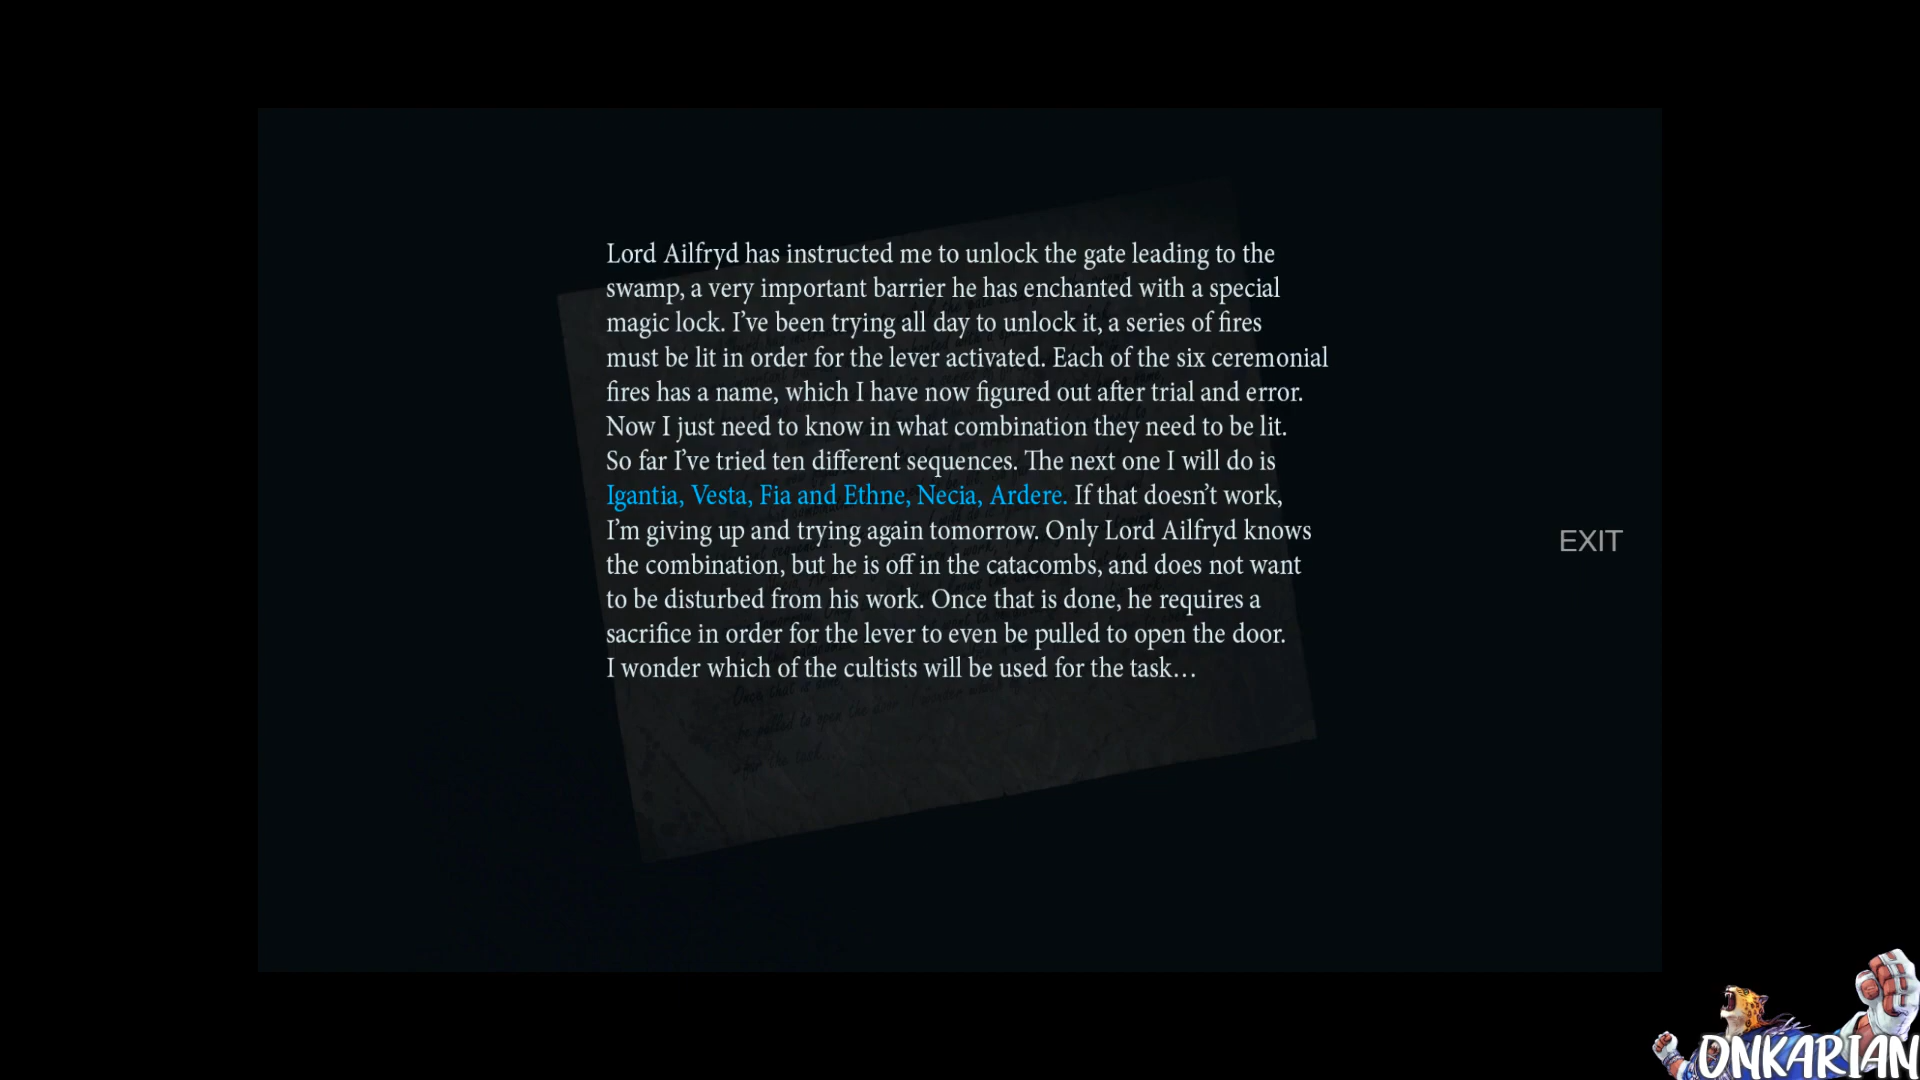 Lord Ailfryd has instructed me to unlock the gate leading to the
swamp, a very important barrier he has enchanted with a special
magic lock. I've been trying all day to unlock it, a series of fires
must be lit in order for the lever activated. Each of the six ceremonial
fires has a name, which I have now figured out after trial and error.
Now I just need to know in what combination they need to be lit.
So far I've tried ten different sequences. The next one I will do is
Igantia, Vesta, Fia and Ethne, Necia, Ardere. If that doesn't work,
I'm giving up and trying again tomorrow. Only Lord Ailfryd knows
the combination, but he is off in the catacombs, and does not want
to be disturbed from his work. Once that is done, he requires a
sacrifice in order for the lever to even be pulled to open the door.
I wonder which of the cultists will be used for the task…
EXIT
ONKARIAN